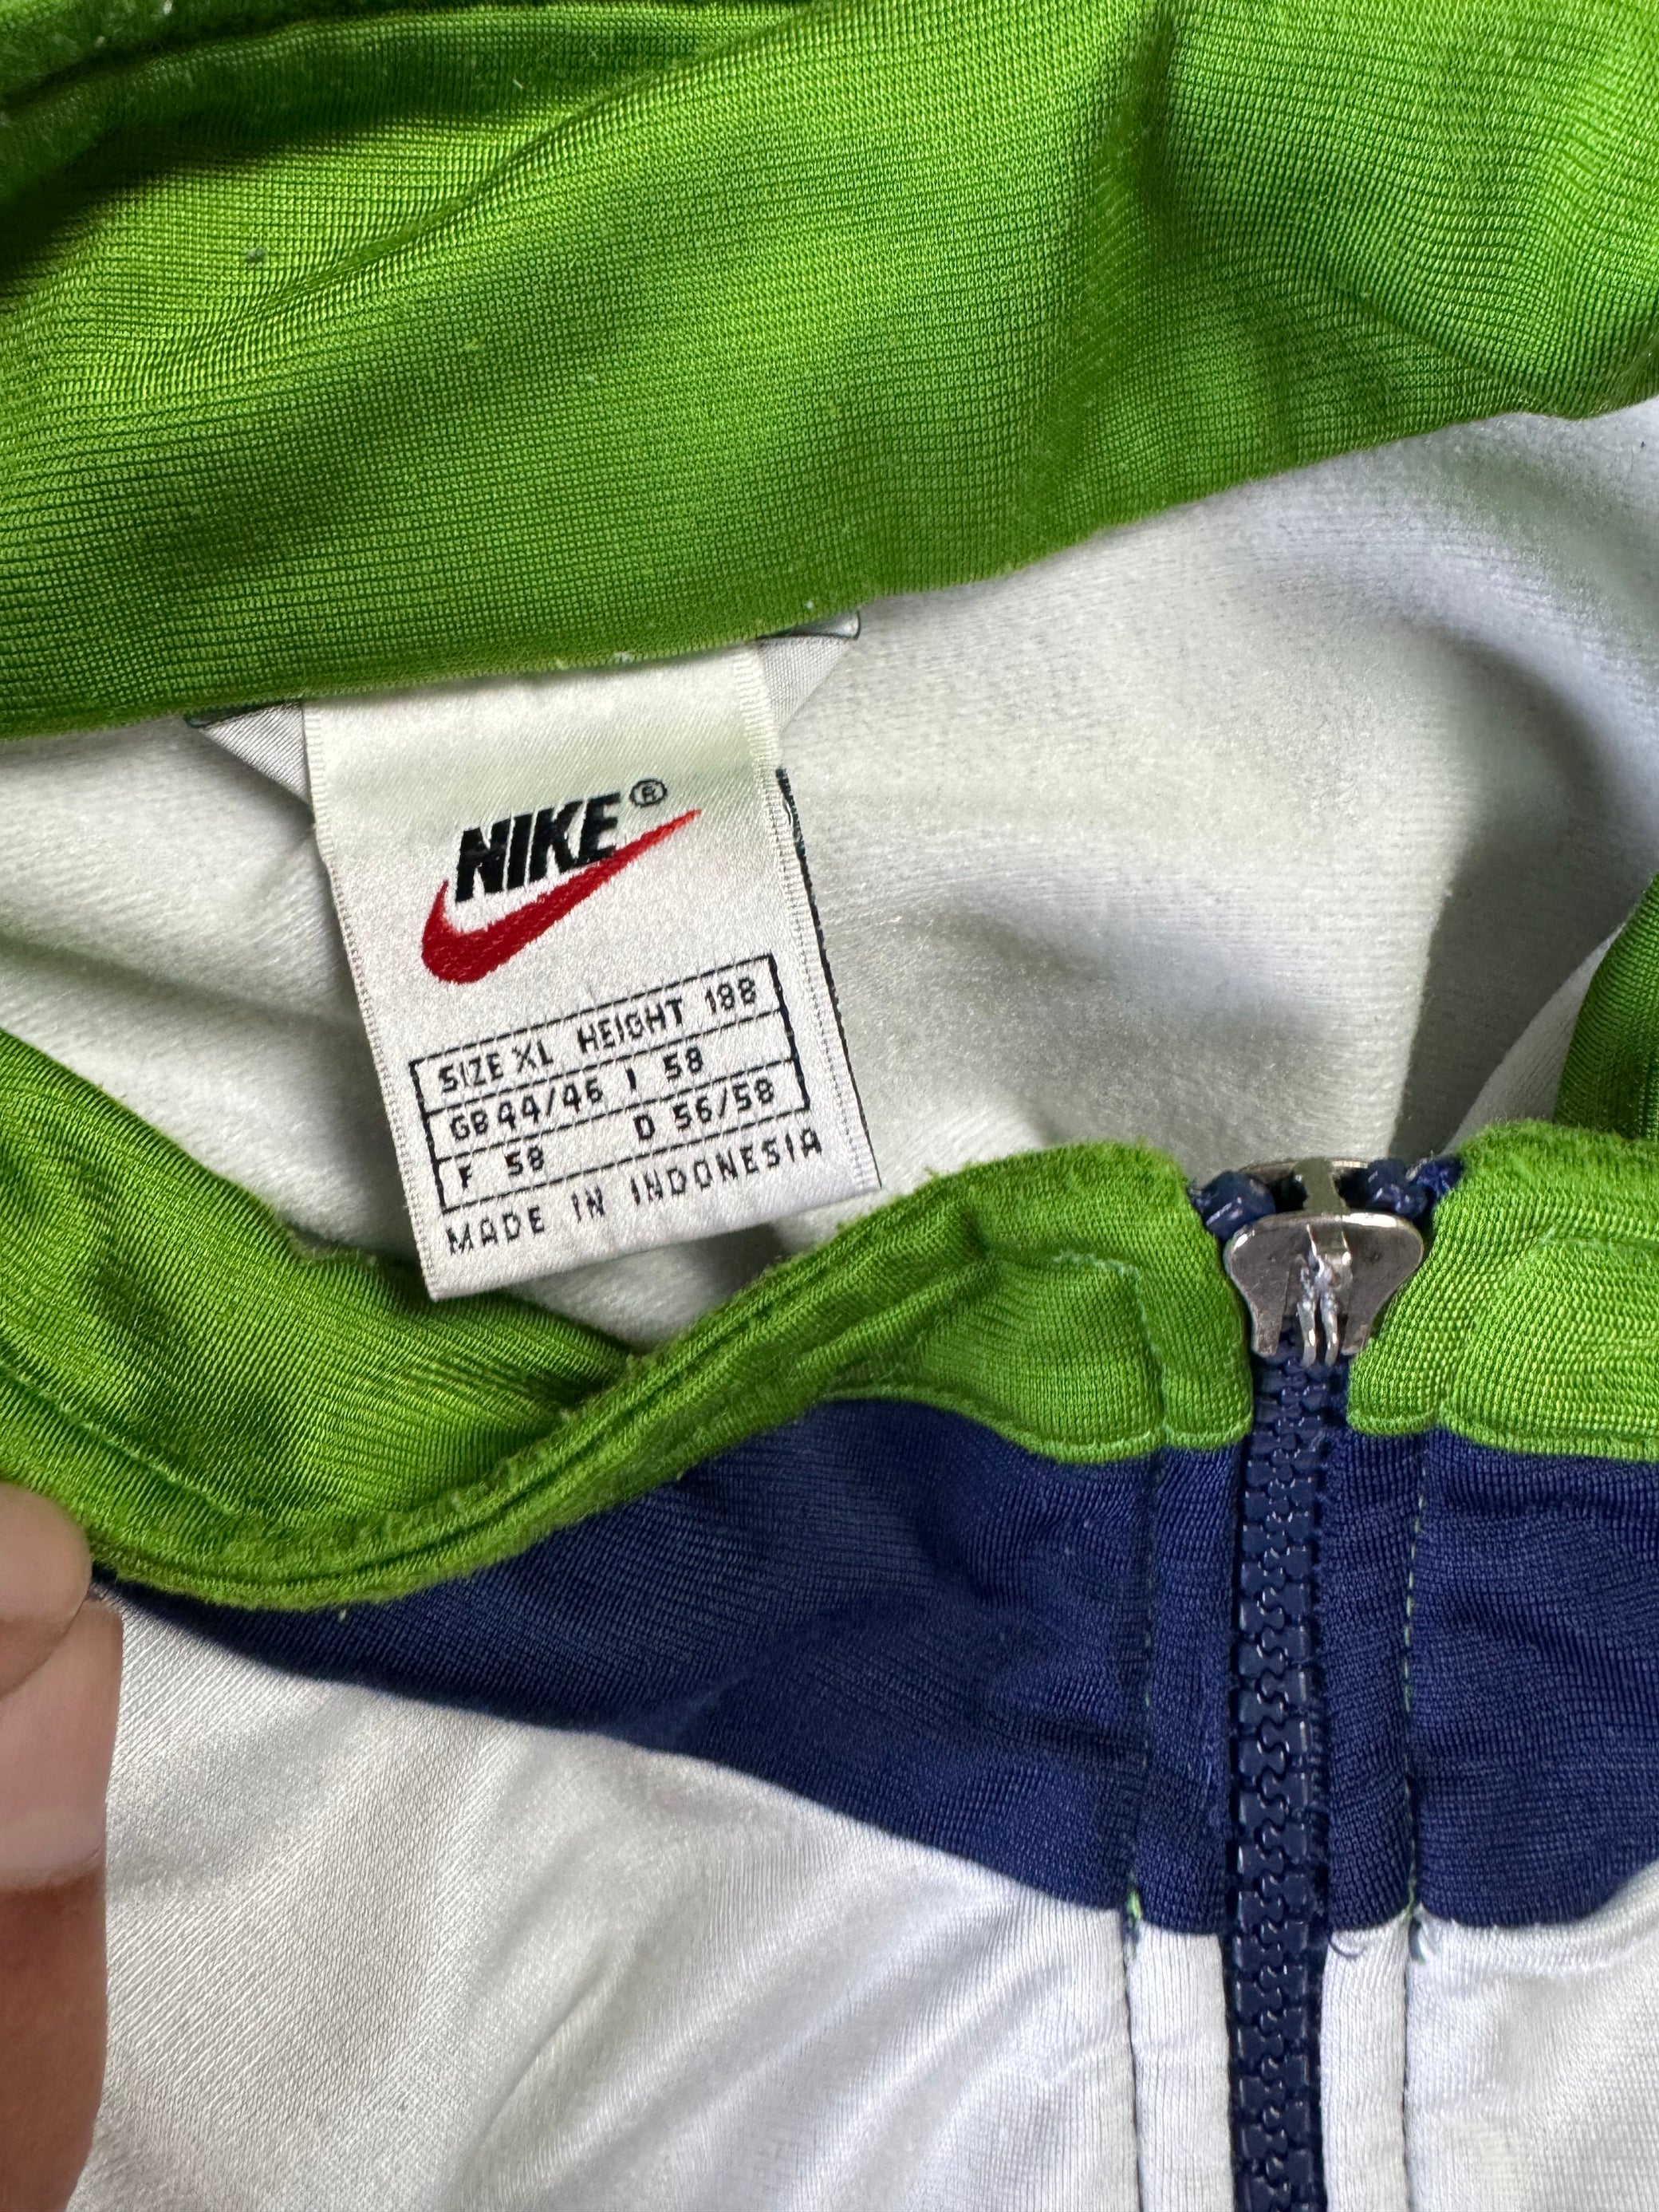 NIKE®
SIZE XL HEIGHT 188
GB 44/46 I 58
F 58 D 56/58
MADE IN INDONESIA